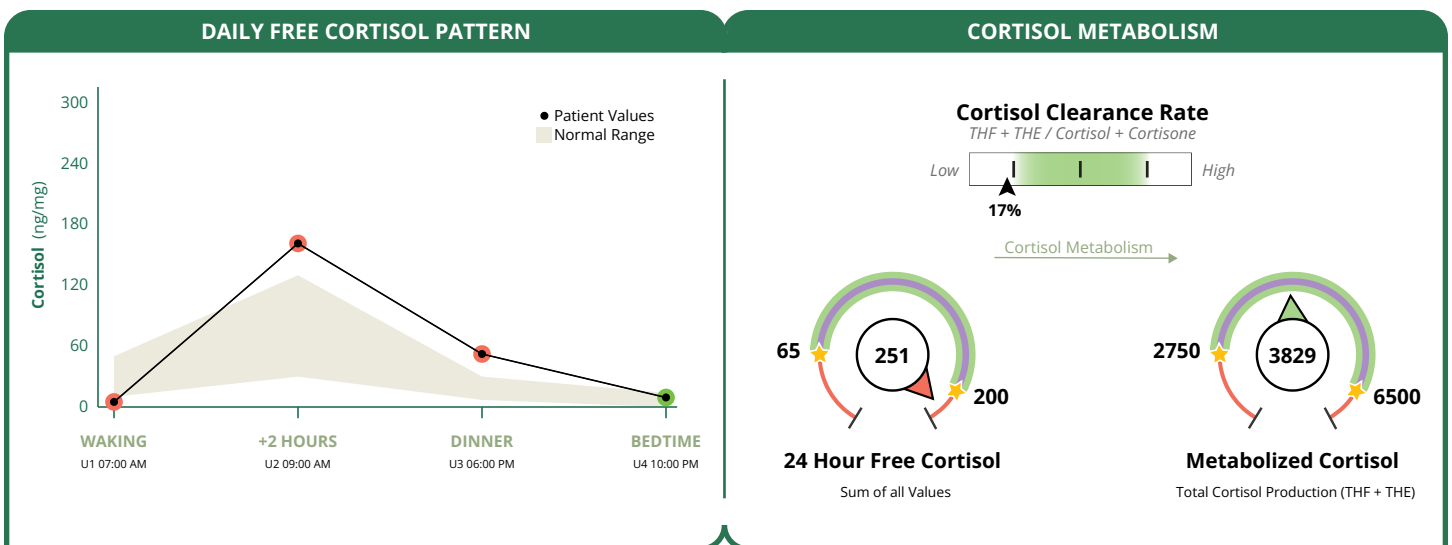 DAILY FREE CORTISOL PATTERN
300
240
180
120
60
0
Cortisol (ng/mg)
Patient Values
Normal Range
WAKING
U1 07:00 AM
+2 HOURS
U2 09:00 AM
DINNER
U3 06:00 PM
BEDTIME
U4 10:00 PM
CORTISOL METABOLISM
Cortisol Clearance Rate
THF + THE / Cortisol + Cortisone
Low
High
17%
Cortisol Metabolism
65
251
200
24 Hour Free Cortisol
Sum of all Values
2750
3829
6500
Metabolized Cortisol
Total Cortisol Production (THF + THE)